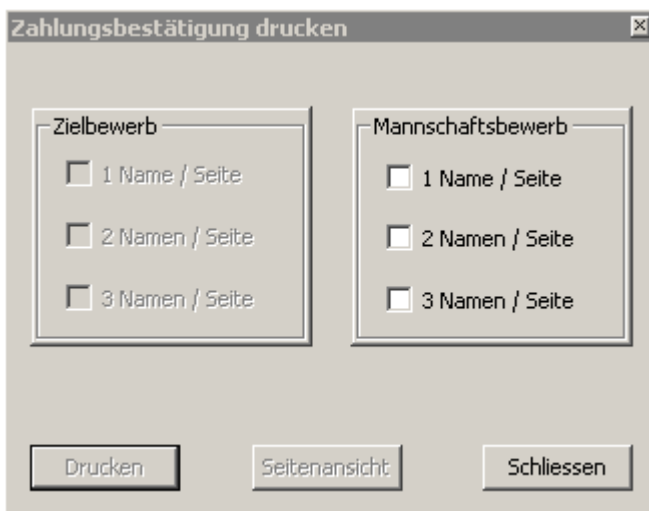 Zahlungsbestätigung drucken
Zielbewerb
1 Name / Seite
2 Namen / Seite
3 Namen / Seite
Mannschaftsbewerb
1 Name / Seite
2 Namen / Seite
3 Namen / Seite
Drucken
Seitenansicht
Schliessen